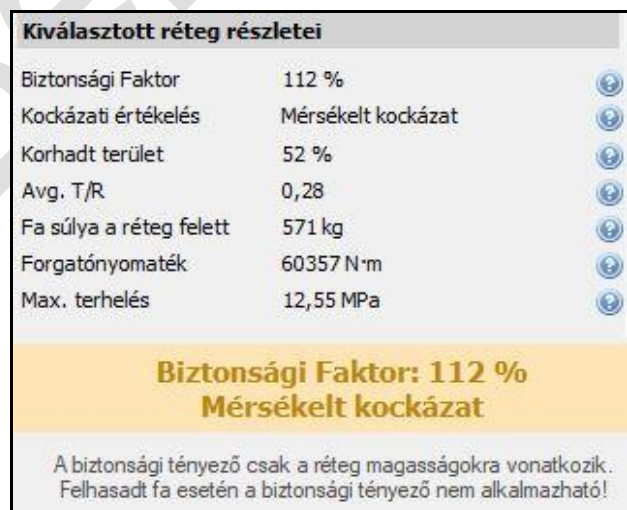 Kiválasztott réteg részletei
Biztonsági Faktor 112 %
Kockázati értékelés Mérsékelt kockázat
Korhadt terület 52 %
Avg. T/R 0,28
Fa súlya a réteg felett 571 kg
Forgatónyomaték 60357 N·m
Max. terhelés 12,55 MPa
Biztonsági Faktor: 112 %
Mérsékelt kockázat
A biztonsági tényező csak a réteg magasságokra vonatkozik.
Felhasadt fa esetén a biztonsági tényező nem alkalmazható!